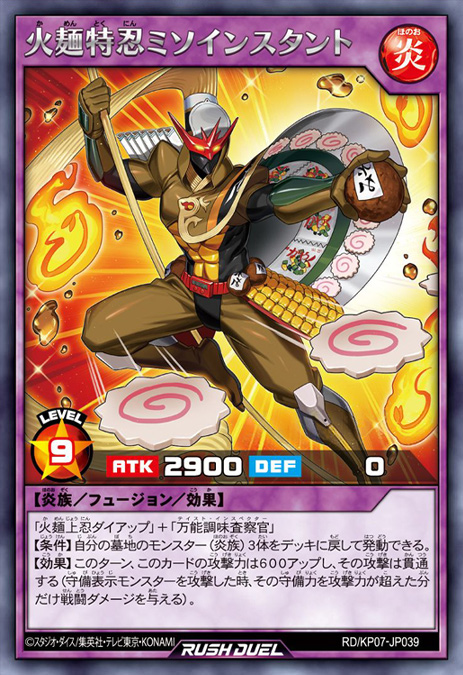 火麺特忍ミソインスタント
炎
ミソ
LEVEL
9
ATK 2900 DEF 0
【炎族／フュージョン／効果】
「火麺上忍ダイアップ」＋「万能調味査察官」
【条件】自分の墓地のモンスター（炎族）3体をデッキに戻して発動できる。
【効果】このターン、このカードの攻撃力は600アップし、その攻撃は貫通
する（守備表示モンスターを攻撃した時、その守備力を攻撃力が超えた分
だけ戦闘ダメージを与える）。
©スタジオ・ダイス/集英社・テレビ東京・KONAMI
RUSH DUEL
RD/KP07-JP039